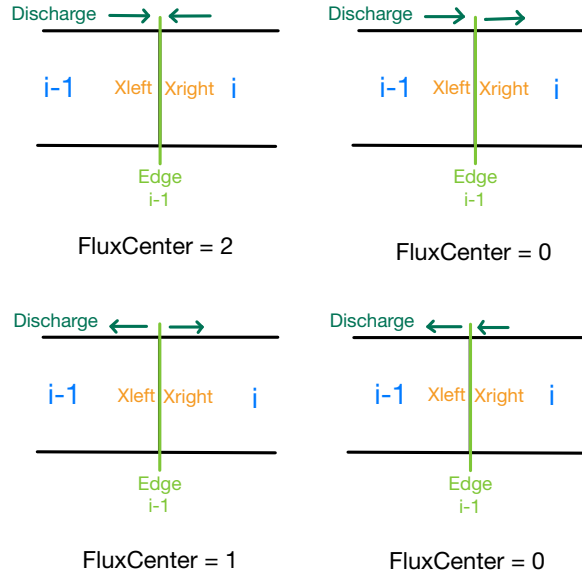 Discharge
i-1 Xleft Xright i
Edge
i-1
FluxCenter = 2
Discharge
i-1 Xleft Xright i
Edge
i-1
FluxCenter = 0
Discharge
i-1 Xleft Xright i
Edge
i-1
FluxCenter = 1
Discharge
i-1 Xleft Xright i
Edge
i-1
FluxCenter = 0